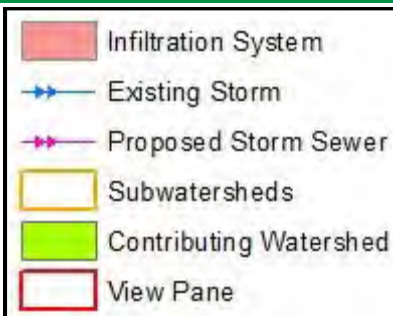 Infiltration System
Existing Storm
Proposed Storm Sewer
Subwatersheds
Contributing Watershed
View Pane